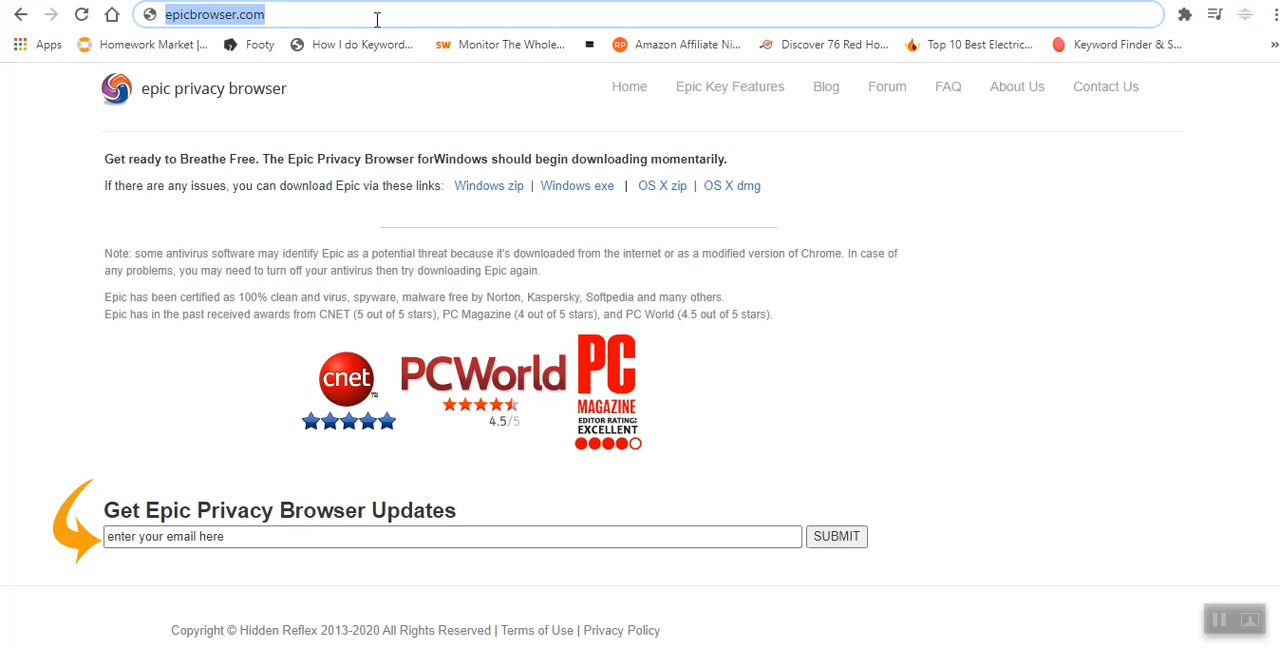 epicbrowser.com
Apps Homework Market |... Footy How I do Keyword... SW Monitor The Whole... RP Amazon Affiliate Ni... Discover 76 Red Ho... Top 10 Best Electric... Keyword Finder & S... »
epic privacy browser
Home Epic Key Features Blog Forum FAQ About Us Contact Us
Get ready to Breathe Free. The Epic Privacy Browser forWindows should begin downloading momentarily.
If there are any issues, you can download Epic via these links: Windows zip | Windows exe | OS X zip | OS X dmg
Note: some antivirus software may identify Epic as a potential threat because it's downloaded from the internet or as a modified version of Chrome. In case of
any problems, you may need to turn off your antivirus then try downloading Epic again.
Epic has been certified as 100% clean and virus, spyware, malware free by Norton, Kaspersky, Softpedia and many others.
Epic has in the past received awards from CNET (5 out of 5 stars), PC Magazine (4 out of 5 stars), and PC World (4.5 out of 5 stars).
cnet™
PCWorld
4.5/5
PC
MAGAZINE
EDITOR RATING:
EXCELLENT
Get Epic Privacy Browser Updates
enter your email here SUBMIT
Copyright © Hidden Reflex 2013-2020 All Rights Reserved | Terms of Use | Privacy Policy